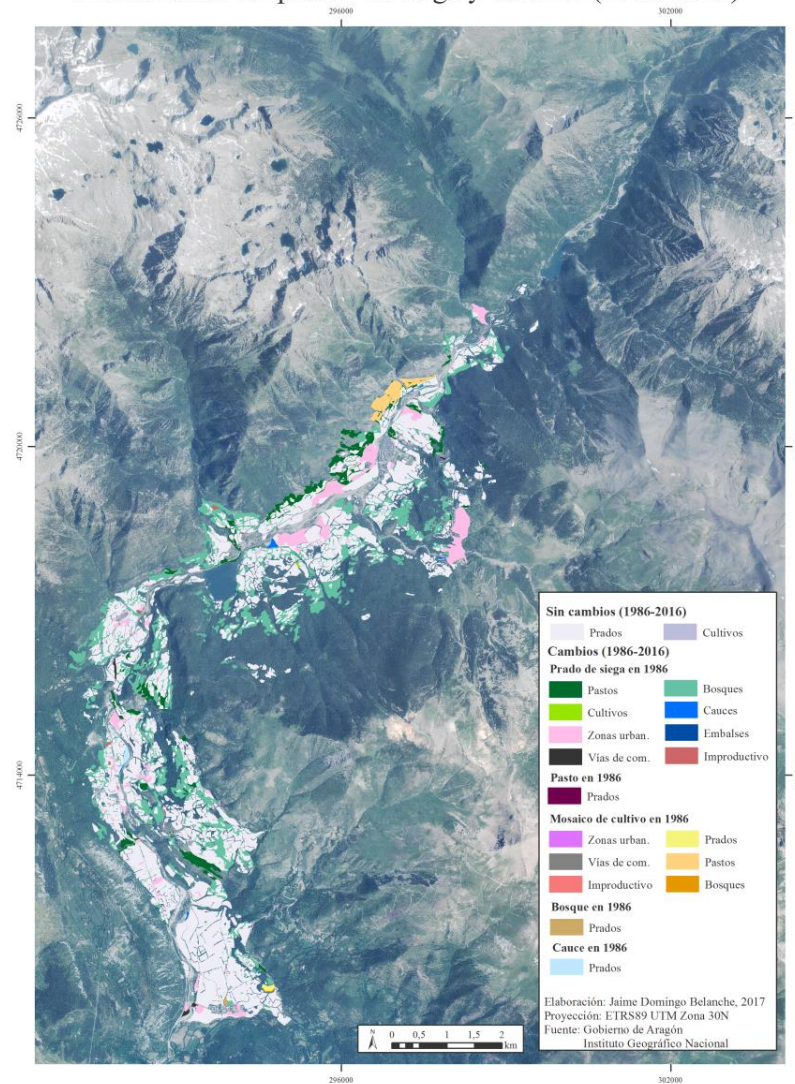 296000
302000
4726000
4720000
4714000
Sin cambios (1986-2016)
Prados
Cultivos
Cambios (1986-2016)
Prado de siega en 1986
Pastos
Bosques
Cultivos
Cauces
Zonas urban.
Embalses
Vías de com.
Improductivo
Pasto en 1986
Prados
Mosaico de cultivo en 1986
Zonas urban.
Prados
Vías de com.
Pastos
Improductivo
Bosques
Bosque en 1986
Prados
Cauce en 1986
Prados
Elaboración: Jaime Domingo Belanche, 2017
Proyección: ETRS89 UTM Zona 30N
Fuente: Gobierno de Aragón
Instituto Geográfico Nacional
N
0 0,5 1 1,5 2
km
296000
302000